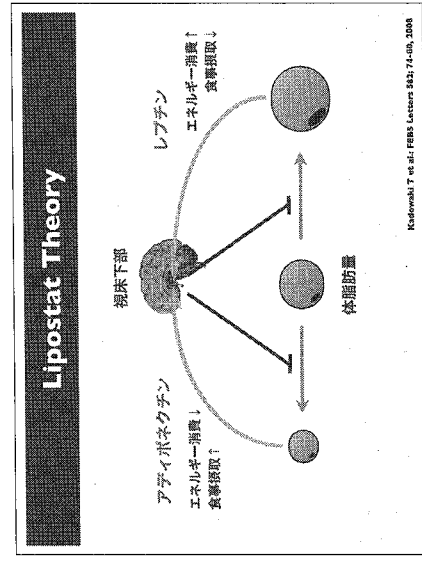 Lipostat Theory
視床下部
アディポネクチン
エネルギー消費↓
食事摂取↑
レプチン
エネルギー消費↑
食事摂取↓
体脂肪量
Kadowaki T et al.: FEBS Letters 582; 74-80, 2008